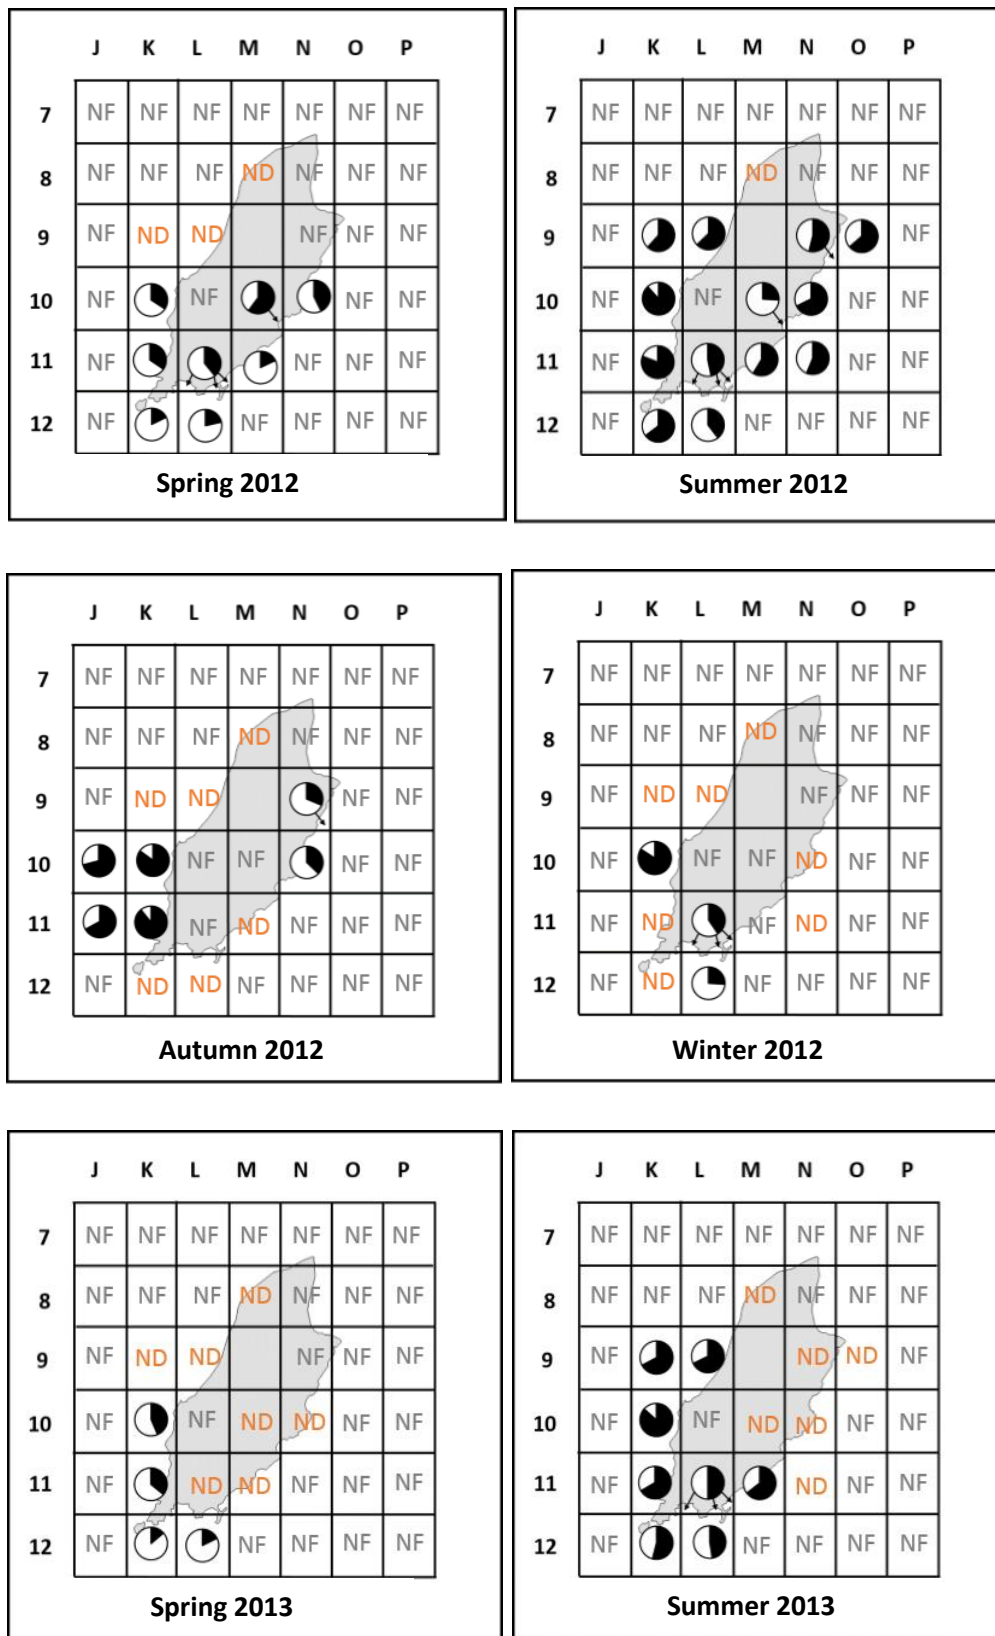 J K L M N O P
7 NF NF NF NF NF NF NF
8 NF NF NF ND NF NF NF
9 NF ND ND NF NF NF
10 NF NF NF NF
11 NF NF NF NF
12 NF NF NF NF NF
Spring 2012
J K L M N O P
7 NF NF NF NF NF NF NF
8 NF NF NF ND NF NF NF
9 NF NF
10 NF NF NF NF
11 NF NF NF
12 NF NF NF NF NF
Summer 2012
J K L M N O P
7 NF NF NF NF NF NF NF
8 NF NF NF ND NF NF NF
9 NF ND ND NF NF
10 NF NF NF NF
11 NF ND NF NF NF
12 NF ND ND NF NF NF NF
Autumn 2012
J K L M N O P
7 NF NF NF NF NF NF NF
8 NF NF NF ND NF NF NF
9 NF ND ND NF NF NF
10 NF NF NF ND NF NF
11 NF ND NF ND NF NF
12 NF ND NF NF NF NF
Winter 2012
J K L M N O P
7 NF NF NF NF NF NF NF
8 NF NF NF ND NF NF NF
9 NF ND ND NF NF NF
10 NF NF ND ND NF NF
11 NF ND ND NF NF NF
12 NF NF NF NF NF
Spring 2013
J K L M N O P
7 NF NF NF NF NF NF NF
8 NF NF NF ND NF NF NF
9 NF ND ND NF
10 NF NF ND ND NF NF
11 NF ND NF NF
12 NF NF NF NF NF
Summer 2013